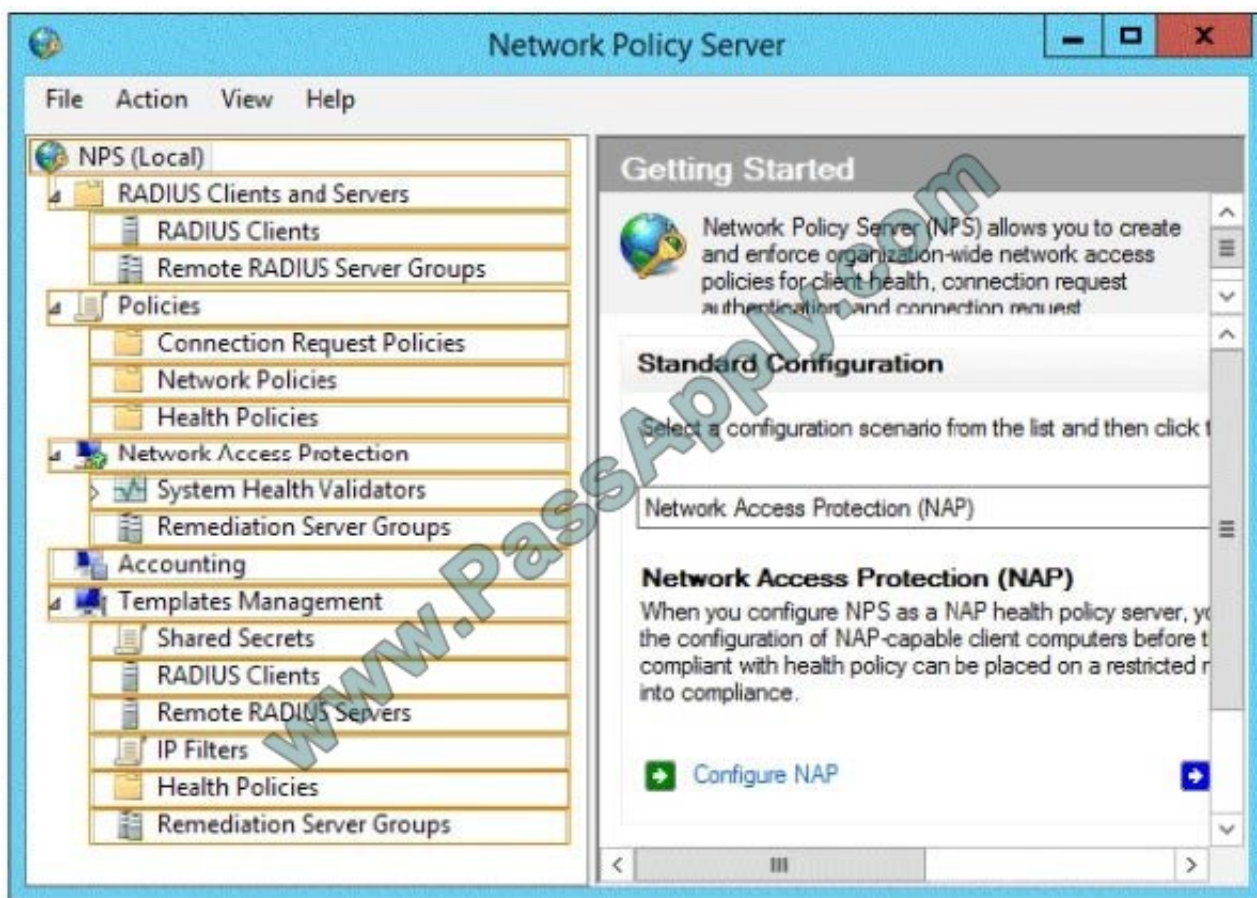 Network Policy Server
File Action View Help
NPS (Local)
RADIUS Clients and Servers
RADIUS Clients
Remote RADIUS Server Groups
Policies
Connection Request Policies
Network Policies
Health Policies
Network Access Protection
System Health Validators
Remediation Server Groups
Accounting
Templates Management
Shared Secrets
RADIUS Clients
Remote RADIUS Servers
IP Filters
Health Policies
Remediation Server Groups
Getting Started
Network Policy Server (NPS) allows you to create
and enforce organization-wide network access
policies for client health, connection request
authentication, and connection request
Standard Configuration
Select a configuration scenario from the list and then click t
Network Access Protection (NAP)
Network Access Protection (NAP)
When you configure NPS as a NAP health policy server, yo
the configuration of NAP-capable client computers before t
compliant with health policy can be placed on a restricted r
into compliance.
Configure NAP
www.PassApply.com